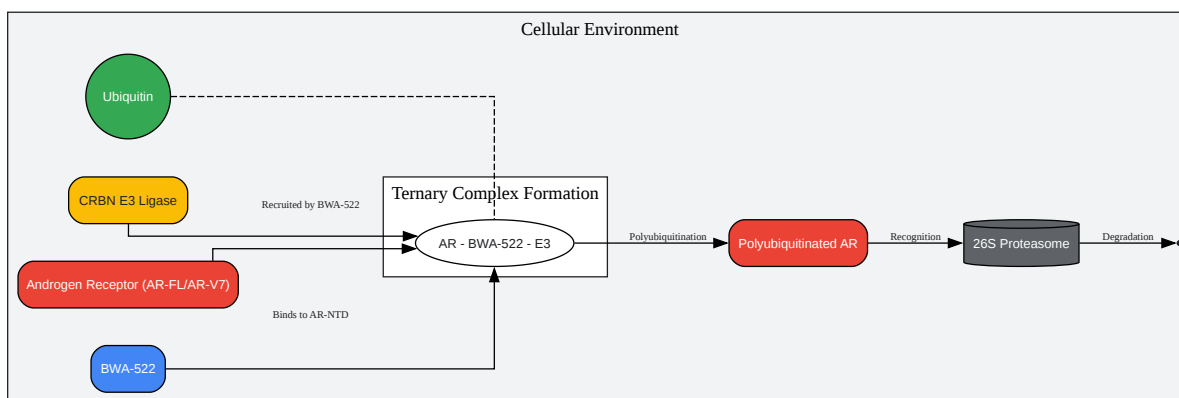 Cellular Environment
Ubiquitin
CRBN E3 Ligase
Recruited by BWA-522
Ternary Complex Formation
AR - BWA-522 - E3
Polyubiquitination
Polyubiquitinated AR
Recognition
26S Proteasome
Degradation
Androgen Receptor (AR-FL/AR-V7)
Binds to AR-NTD
BWA-522